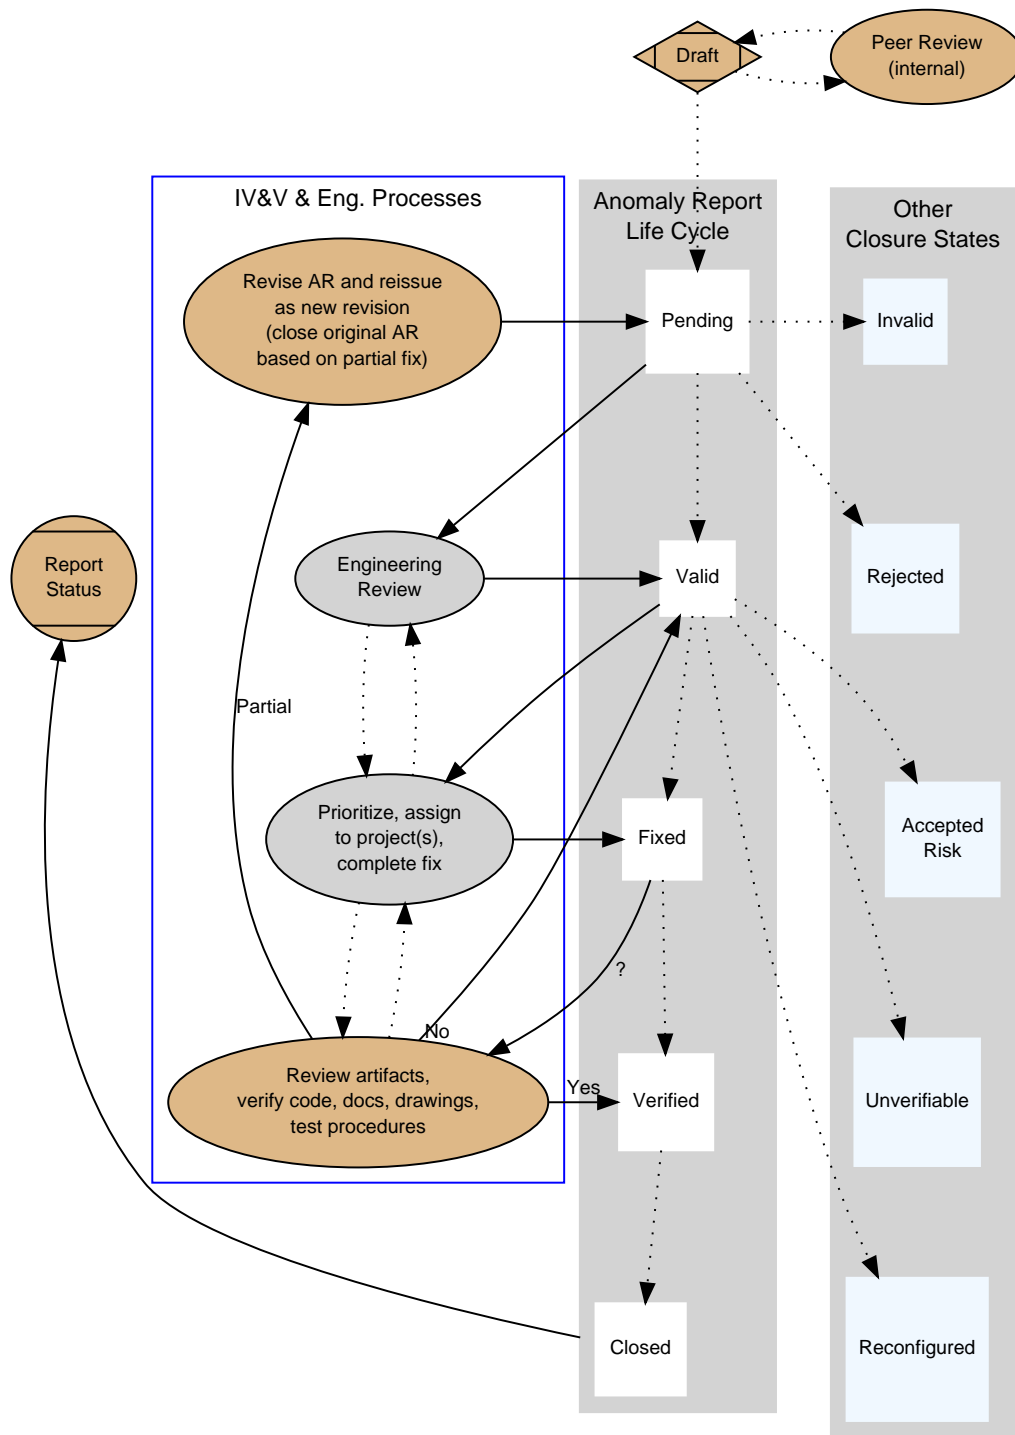 Draft
Peer Review
(internal)
IV&V & Eng. Processes
Anomaly Report
Life Cycle
Other
Closure States
Revise AR and reissue
as new revision
(close original AR
based on partial fix)
Pending
Invalid
Report
Status
Engineering
Review
Valid
Rejected
Partial
Prioritize, assign
to project(s),
complete fix
Fixed
Accepted
Risk
?
No
Review artifacts,
verify code, docs, drawings,
test procedures
Yes
Verified
Unverifiable
Closed
Reconfigured